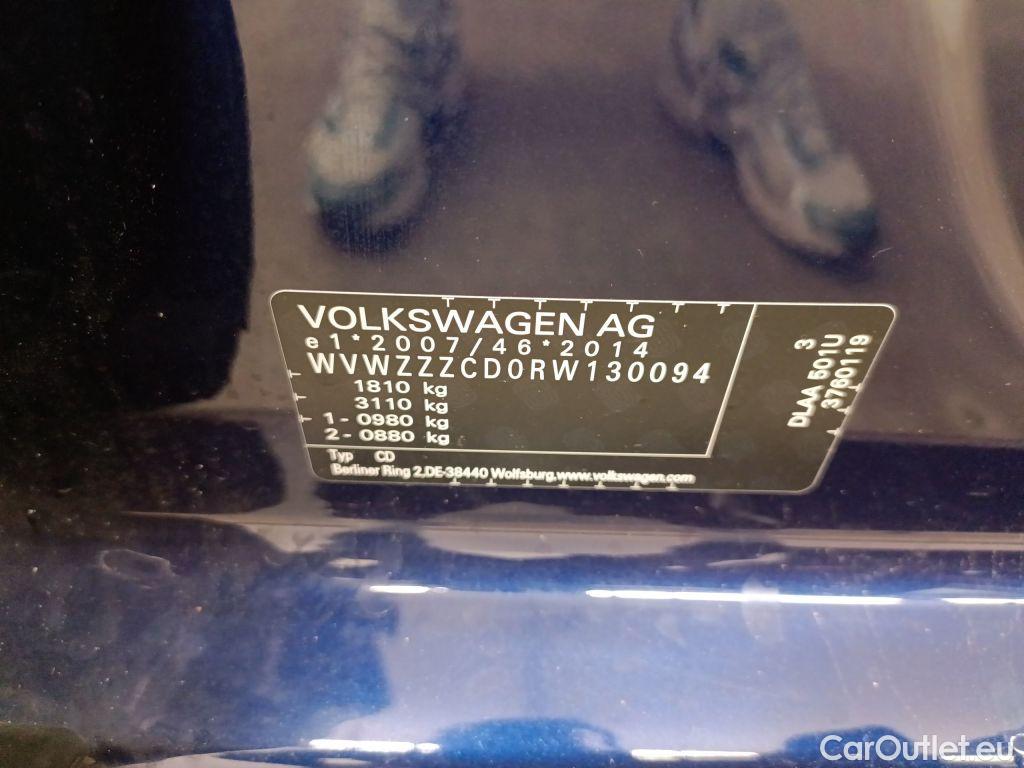 VOLKSWAGEN AG
e1*2007/46*2014
WVWZZZCD0RW130094
1810 kg
3110 kg
1- 0980 kg
2- 0880 kg
Typ CD
Berliner Ring 2,DE-38440 Wolfsburg,www.volkswagen.com
3
DLAA 501U
3760119
CarOutlet.eu